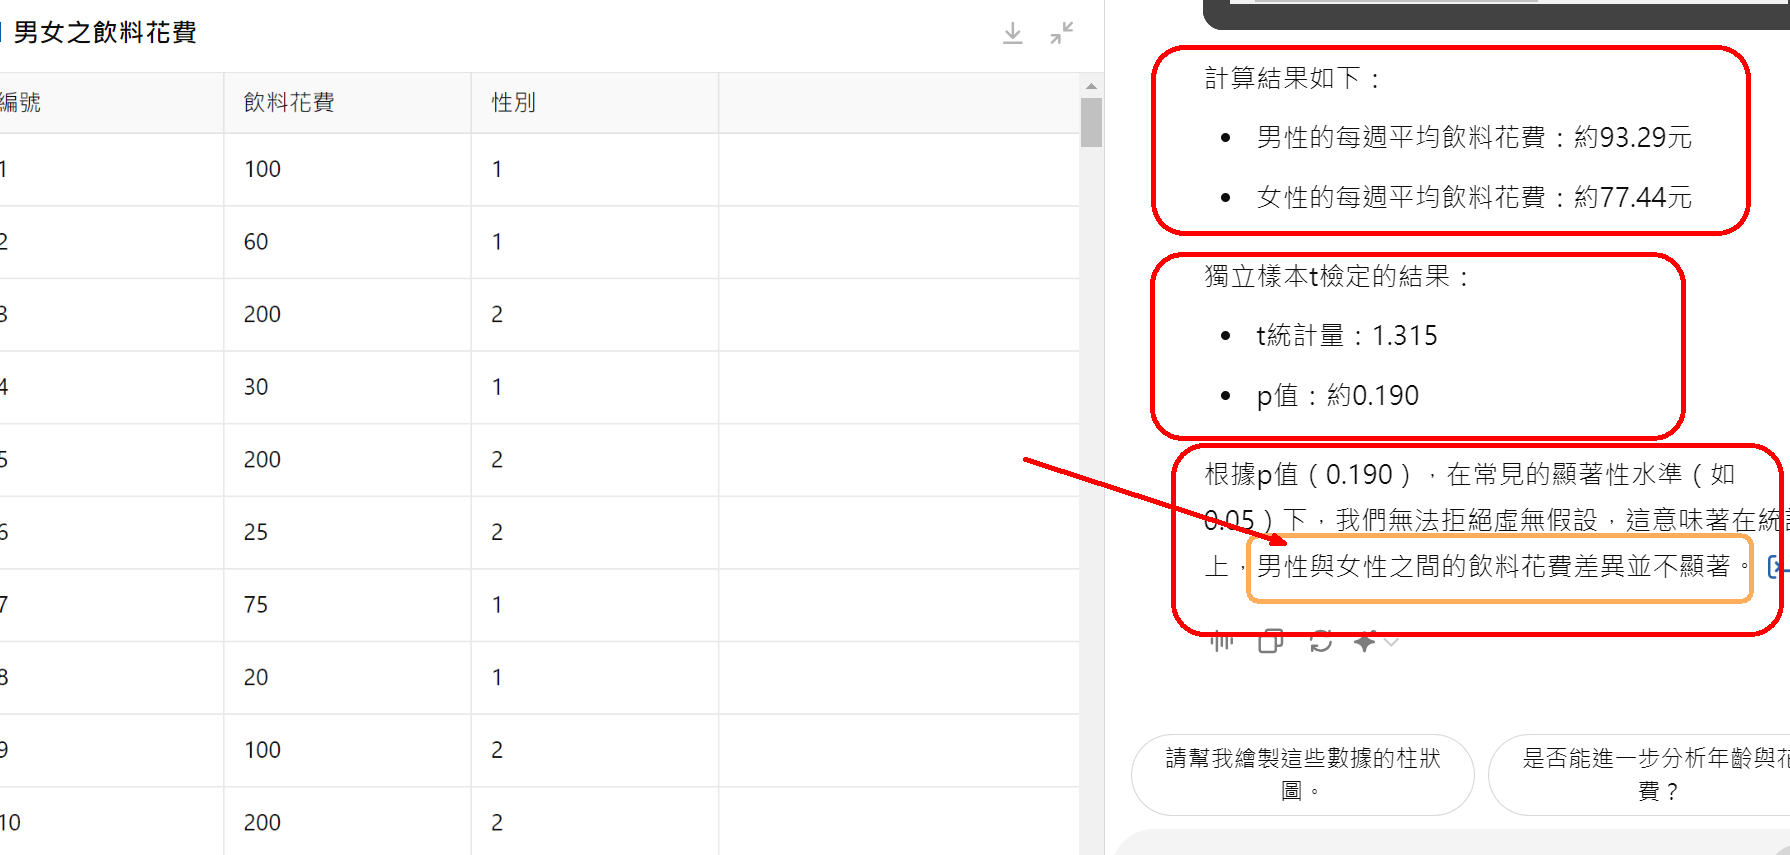 男女之飲料花費
編號 飲料花費 性別
1 100 1
2 60 1
3 200 2
4 30 1
5 200 2
6 25 2
7 75 1
8 20 1
9 100 2
10 200 2
計算結果如下：
• 男性的每週平均飲料花費：約93.29元
• 女性的每週平均飲料花費：約77.44元
獨立樣本t檢定的結果：
• t統計量：1.315
• p值：約0.190
根據p值（0.190），在常見的顯著性水準（如
0.05）下，我們無法拒絕虛無假設，這意味著在統計
上，男性與女性之間的飲料花費差異並不顯著。
請幫我繪製這些數據的柱狀
圖。
是否能進一步分析年齡與花
費？